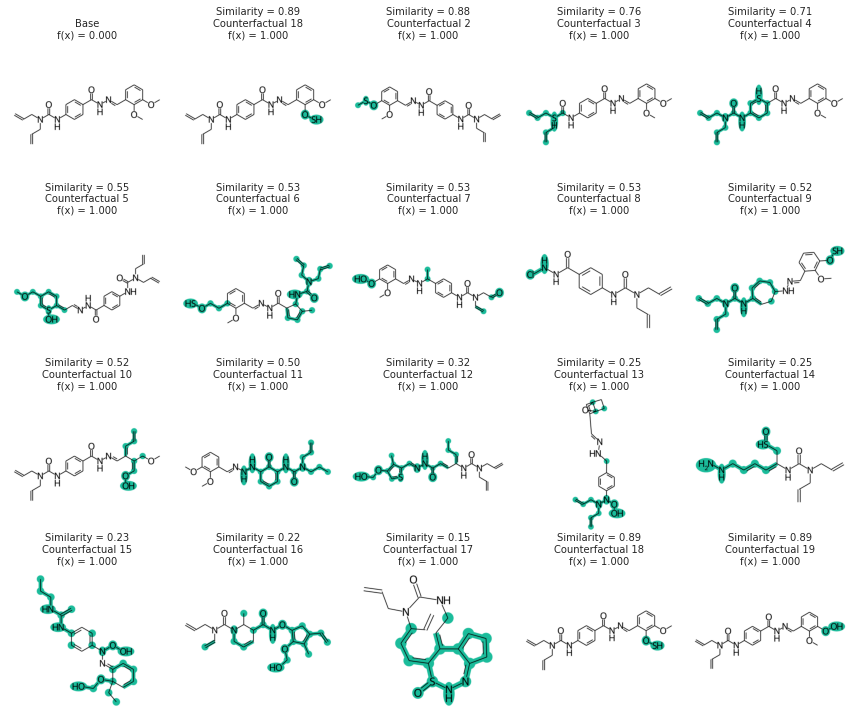 Base
f(x) = 0.000
Similarity = 0.89
Counterfactual 18
f(x) = 1.000
Similarity = 0.88
Counterfactual 2
f(x) = 1.000
Similarity = 0.76
Counterfactual 3
f(x) = 1.000
Similarity = 0.71
Counterfactual 4
f(x) = 1.000
Similarity = 0.55
Counterfactual 5
f(x) = 1.000
Similarity = 0.53
Counterfactual 6
f(x) = 1.000
Similarity = 0.53
Counterfactual 7
f(x) = 1.000
Similarity = 0.53
Counterfactual 8
f(x) = 1.000
Similarity = 0.52
Counterfactual 9
f(x) = 1.000
Similarity = 0.52
Counterfactual 10
f(x) = 1.000
Similarity = 0.50
Counterfactual 11
f(x) = 1.000
Similarity = 0.32
Counterfactual 12
f(x) = 1.000
Similarity = 0.25
Counterfactual 13
f(x) = 1.000
Similarity = 0.25
Counterfactual 14
f(x) = 1.000
Similarity = 0.23
Counterfactual 15
f(x) = 1.000
Similarity = 0.22
Counterfactual 16
f(x) = 1.000
Similarity = 0.15
Counterfactual 17
f(x) = 1.000
Similarity = 0.89
Counterfactual 18
f(x) = 1.000
Similarity = 0.89
Counterfactual 19
f(x) = 1.000